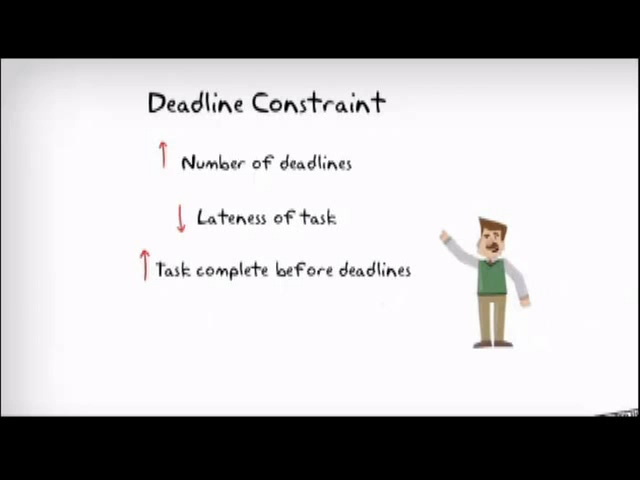 Deadline Constraint
↑ Number of deadlines
↓ Lateness of task
↑ Task complete before deadlines